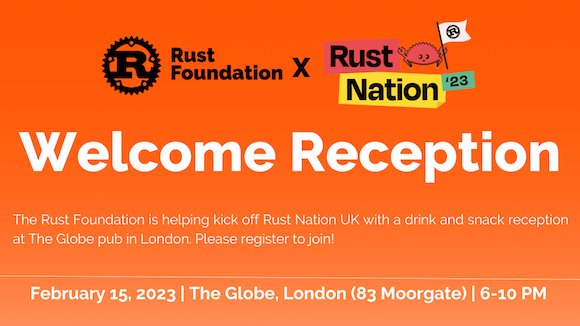 Rust
Foundation X
Rust
Nation '23
Welcome Reception
The Rust Foundation is helping kick off Rust Nation UK with a drink and snack reception
at The Globe pub in London. Please register to join!
February 15, 2023 | The Globe, London (83 Moorgate) | 6-10 PM